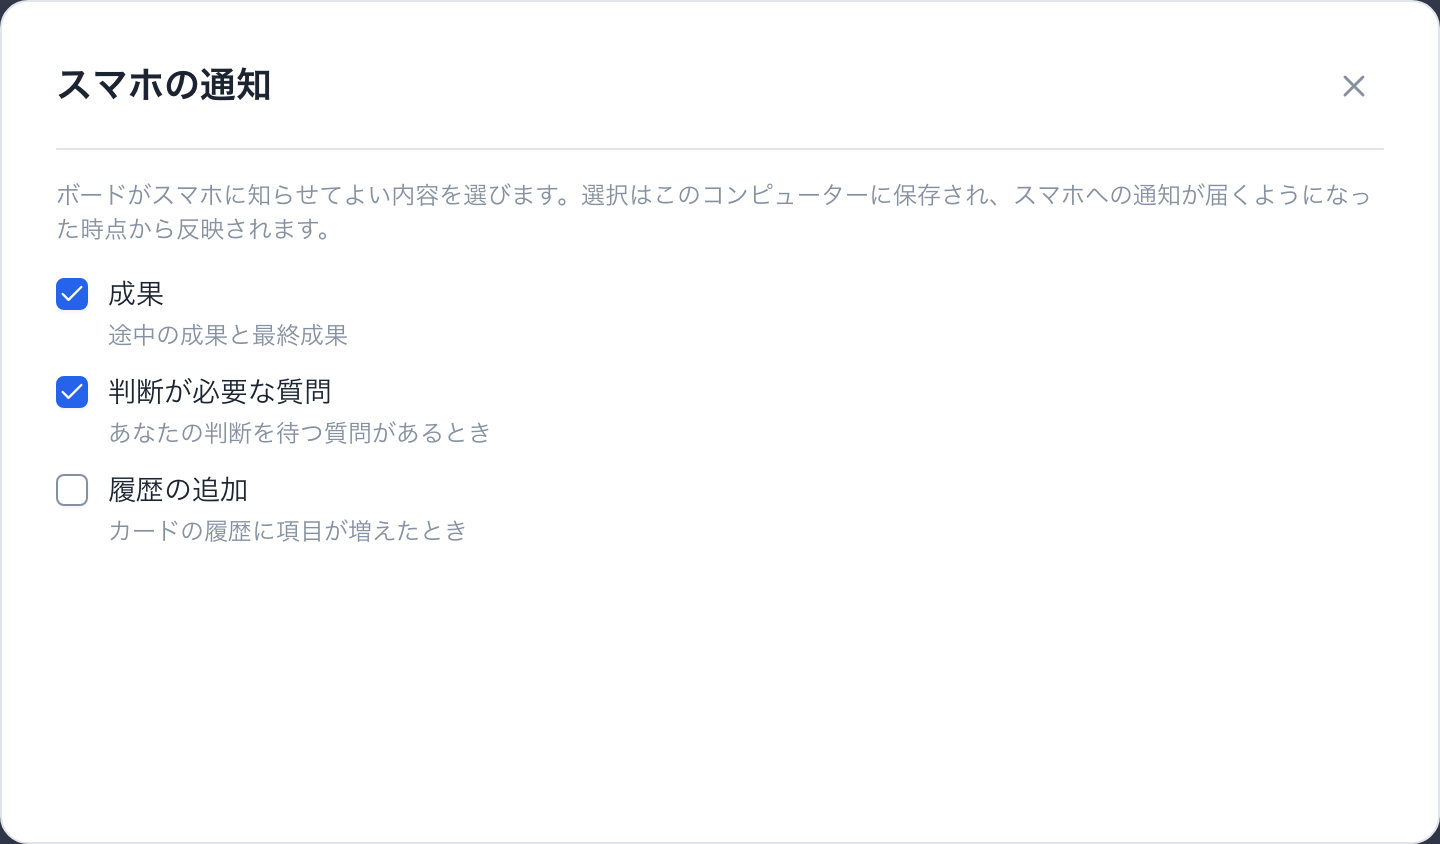 スマホの通知
ボードがスマホに知らせてよい内容を選びます。選択はこのコンピューターに保存され、スマホへの通知が届くようになっ
た時点から反映されます。
成果
途中の成果と最終成果
判断が必要な質問
あなたの判断を待つ質問があるとき
履歴の追加
カードの履歴に項目が増えたとき